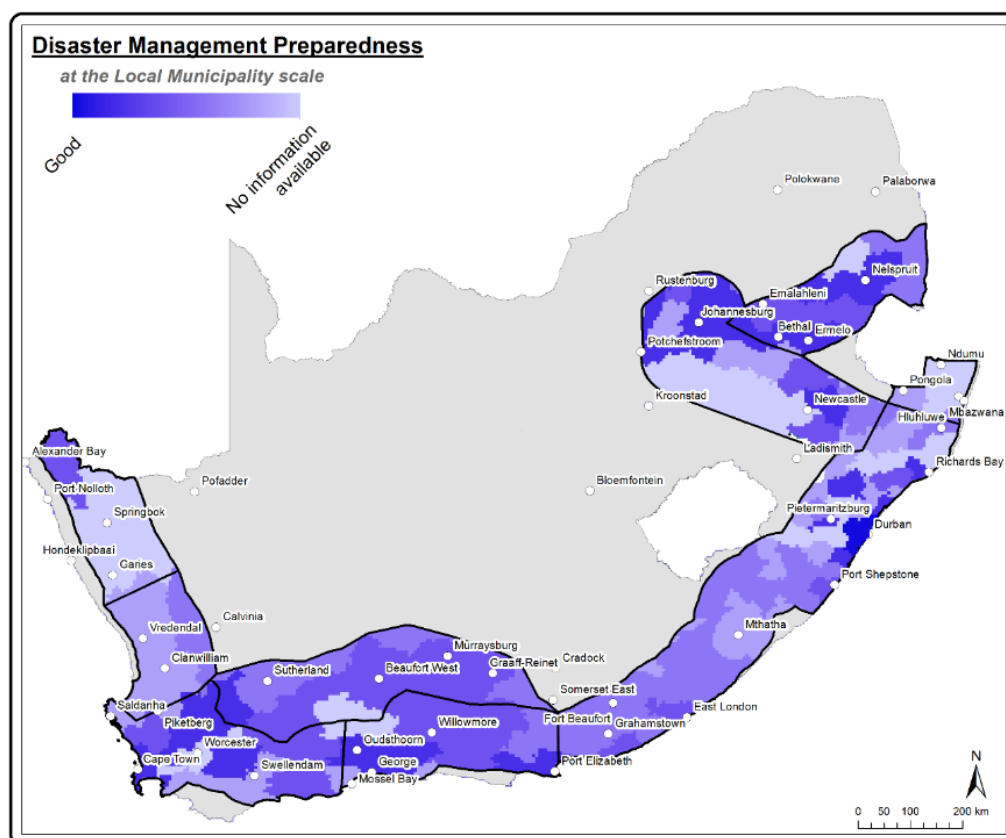 Disaster Management Preparedness
at the Local Municipality scale
Good
No information
available
Polokwane
Palaborwa
Nelspruit
Rustenburg
Emalahleni
Johannesburg
Bethal
Ermelo
Potchefstroom
Ndumu
Pongola
Kroonstad
Newcastle
Mbazwana
Hluhluwe
Alexander Bay
Ladismith
Richards Bay
Pofadder
Bloemfontein
Port Nolloth
Springbok
Pietermaritzburg
Durban
Hondeklipbaai
Garies
Port Shepstone
Calvinia
Vredendal
Mthatha
Murraysburg
Clanwilliam
Sutherland
Beaufort West
Graaff-Reinet
Cradock
Somerset East
Saldanha
Piketberg
Willowmore
Fort Beaufort
Grahamstown
East London
Worcester
Oudsthoorn
Cape Town
Swellendam
George
Mossel Bay
Port Elizabeth
N
0 50 100 200 km